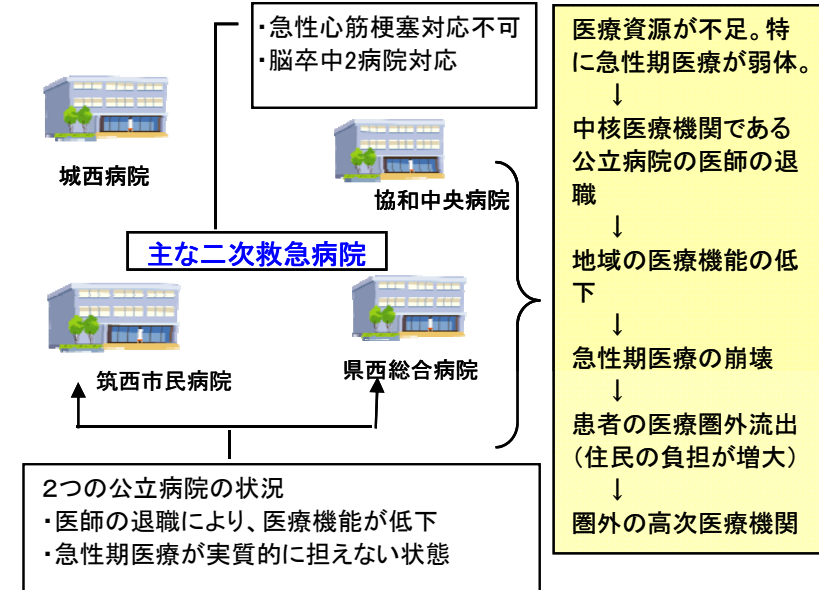 ・急性心筋梗塞対応不可
・脳卒中2病院対応
城西病院
協和中央病院
主な二次救急病院
筑西市民病院
県西総合病院
2つの公立病院の状況
・医師の退職により、医療機能が低下
・急性期医療が実質的に担えない状態
医療資源が不足。特
に急性期医療が弱体。
↓
中核医療機関である
公立病院の医師の退
職
↓
地域の医療機能の低
下
↓
急性期医療の崩壊
↓
患者の医療圏外流出
（住民の負担が増大）
↓
圏外の高次医療機関